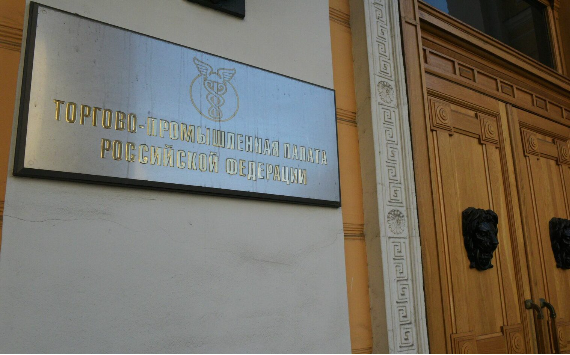 ТОРГОВО-ПРОМЫШЛЕННАЯ ПАЛАТА
РОССИЙСКОЙ ФЕДЕРАЦИИ